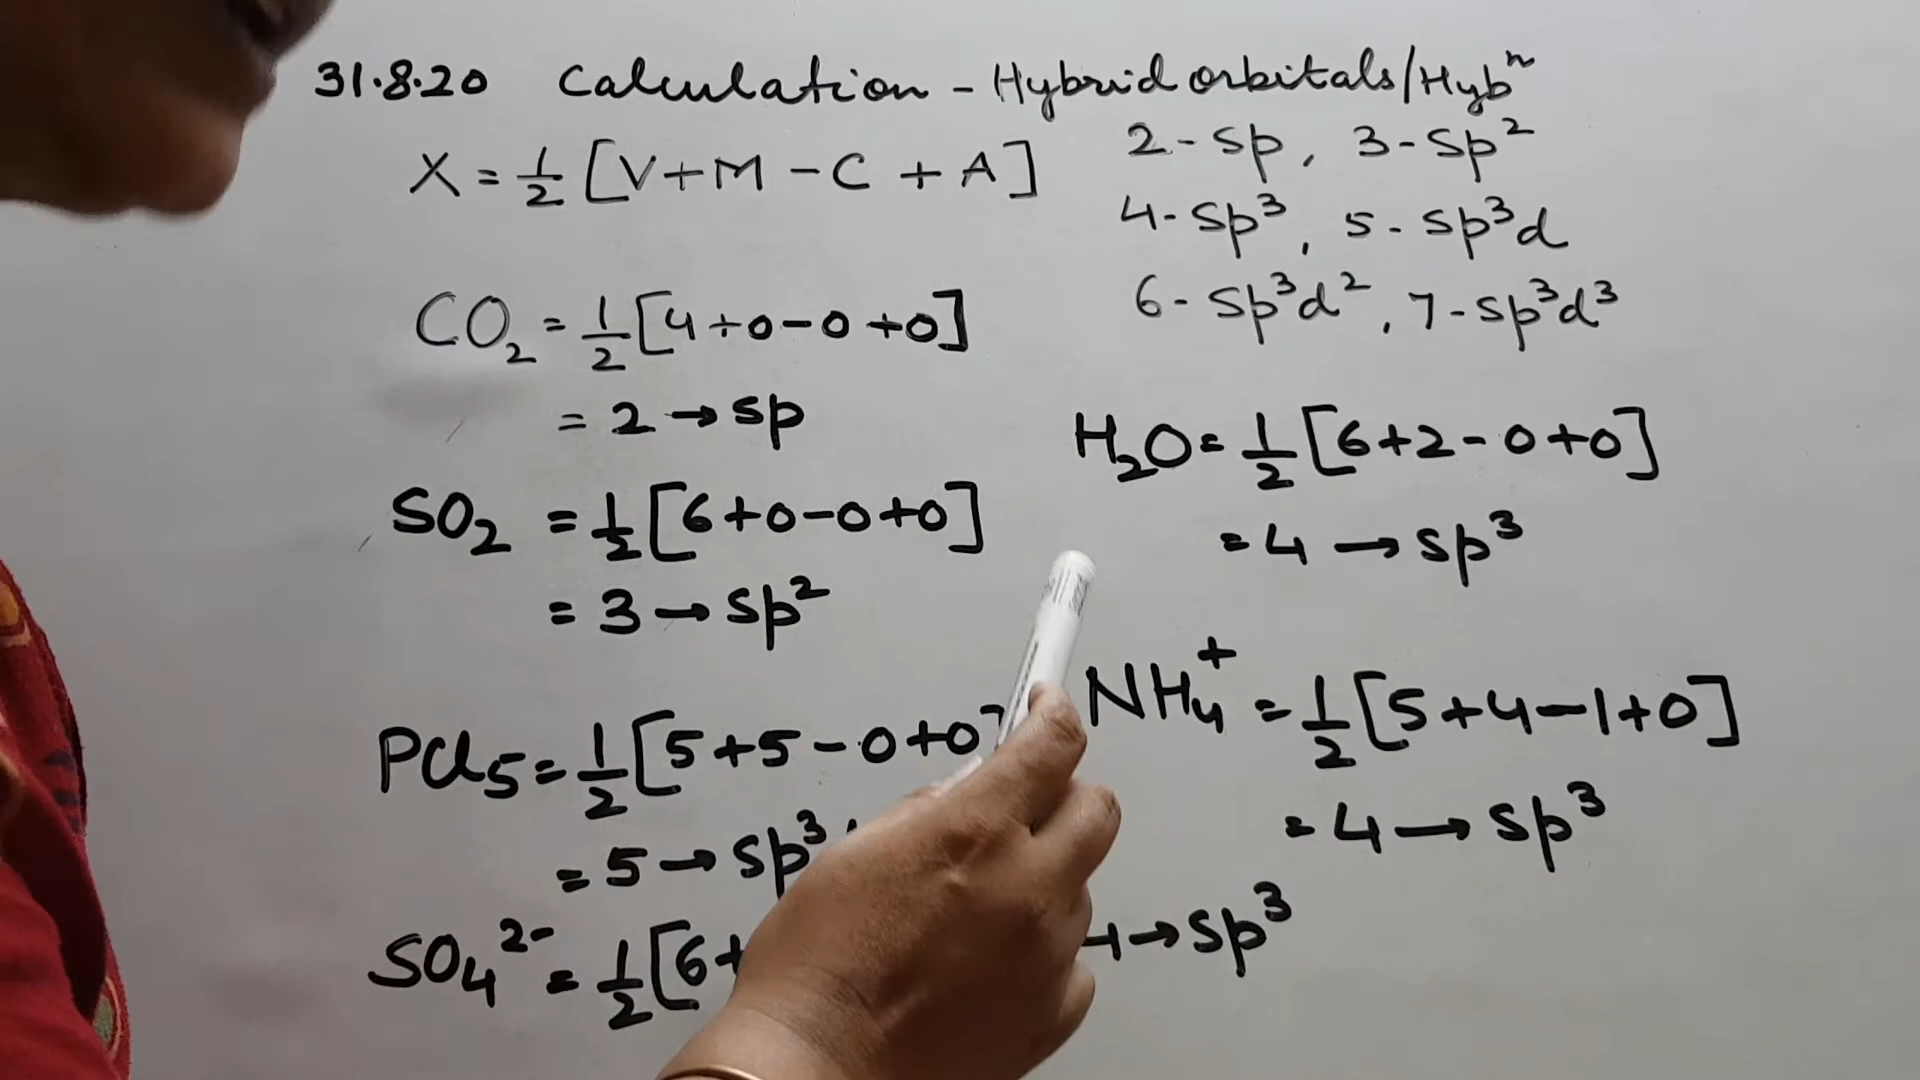 31.8.20 Calculation - Hybrid orbitals/Hybⁿ
X = 1/2 [V+M-C+A]
2-sp, 3-sp²
4-sp³, 5-sp³d
6-sp³d², 7-sp³d³
CO₂ = 1/2 [4+0-0+0]
= 2 → sp
SO₂ = 1/2 [6+0-0+0]
= 3 → sp²
PCl₅ = 1/2 [5+5-0+0]
= 5 → sp³
SO₄²⁻ = 1/2 [6+
→ sp³
H₂O = 1/2 [6+2-0+0]
= 4 → sp³
NH₄⁺ = 1/2 [5+4-1+0]
= 4 → sp³